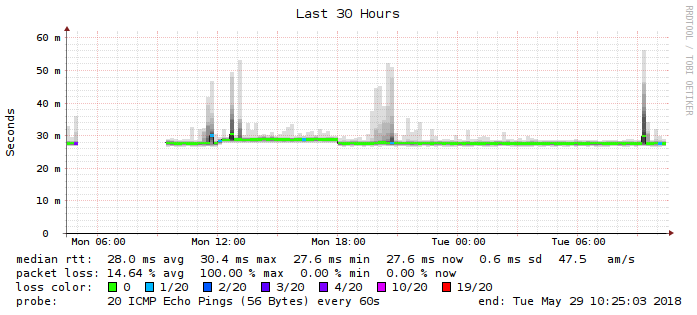 Last 30 Hours
RRDTOOL / TOBI OETIKER
Seconds
60 m
50 m
40 m
30 m
20 m
10 m
0
Mon 06:00 Mon 12:00 Mon 18:00 Tue 00:00 Tue 06:00
median rtt: 28.0 ms avg 30.4 ms max 27.6 ms min 27.6 ms now 0.6 ms sd 47.5 am/s
packet loss: 14.64 % avg 100.00 % max 0.00 % min 0.00 % now
loss color: 0 1/20 2/20 3/20 4/20 10/20 19/20
probe: 20 ICMP Echo Pings (56 Bytes) every 60s end: Tue May 29 10:25:03 2018